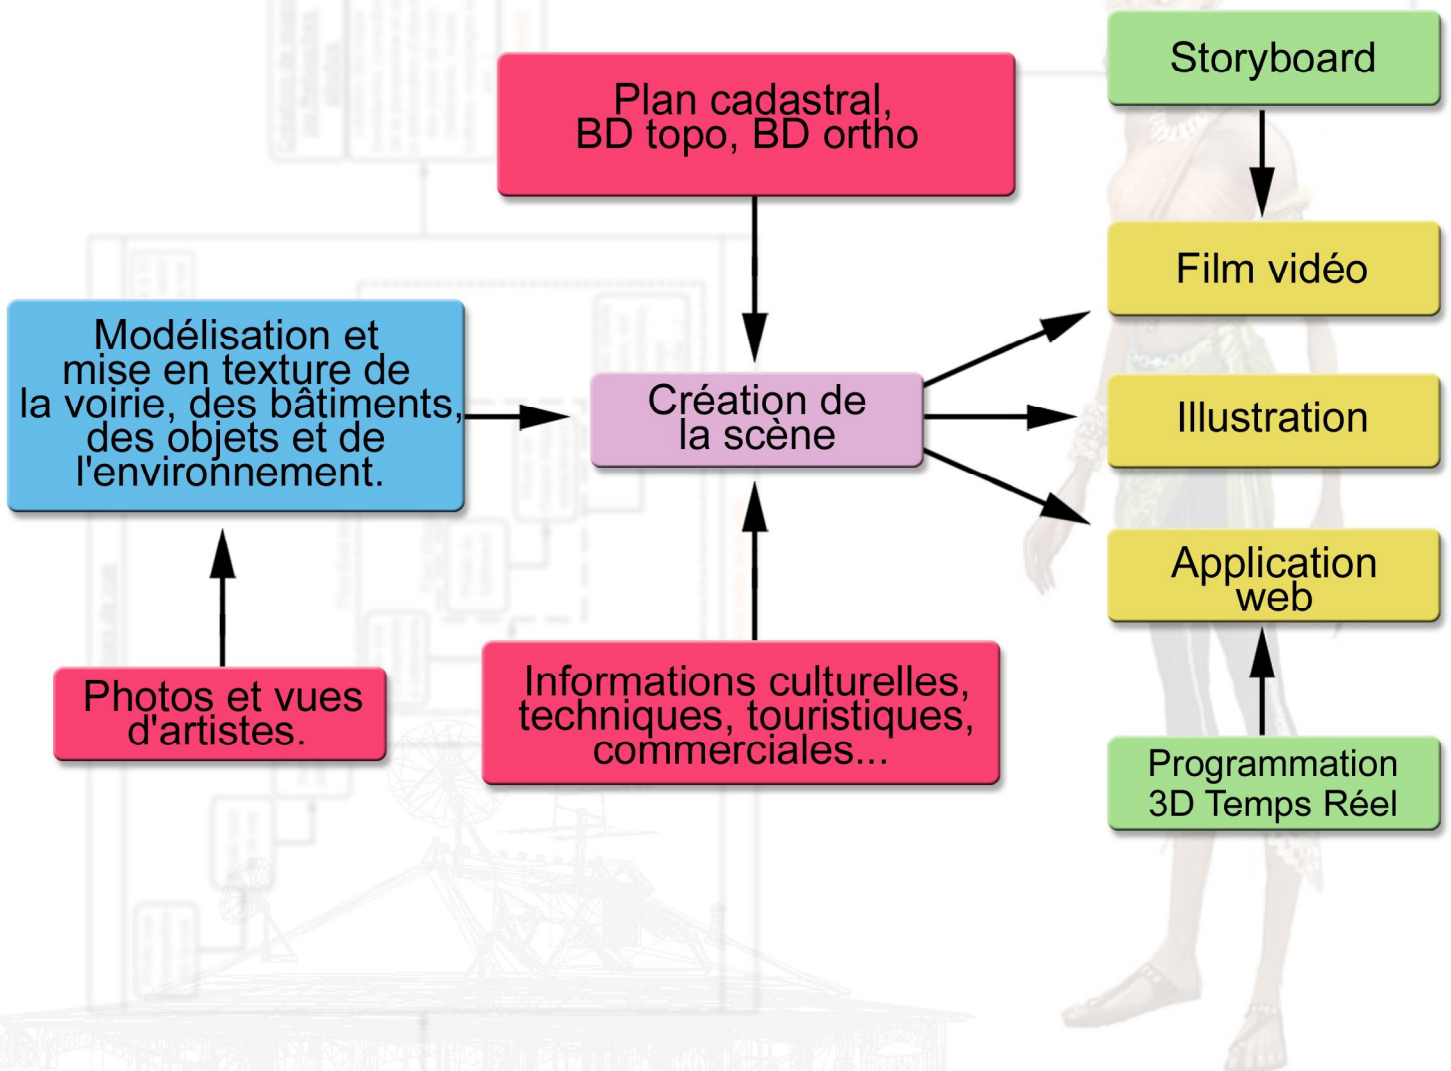 Storyboard
Plan cadastral,
BD topo, BD ortho
Film vidéo
Modélisation et
mise en texture de
la voirie, des bâtiments,
des objets et de
l'environnement.
Création de
la scène
Illustration
Application
web
Photos et vues
d'artistes.
Informations culturelles,
techniques, touristiques,
commerciales...
Programmation
3D Temps Réel